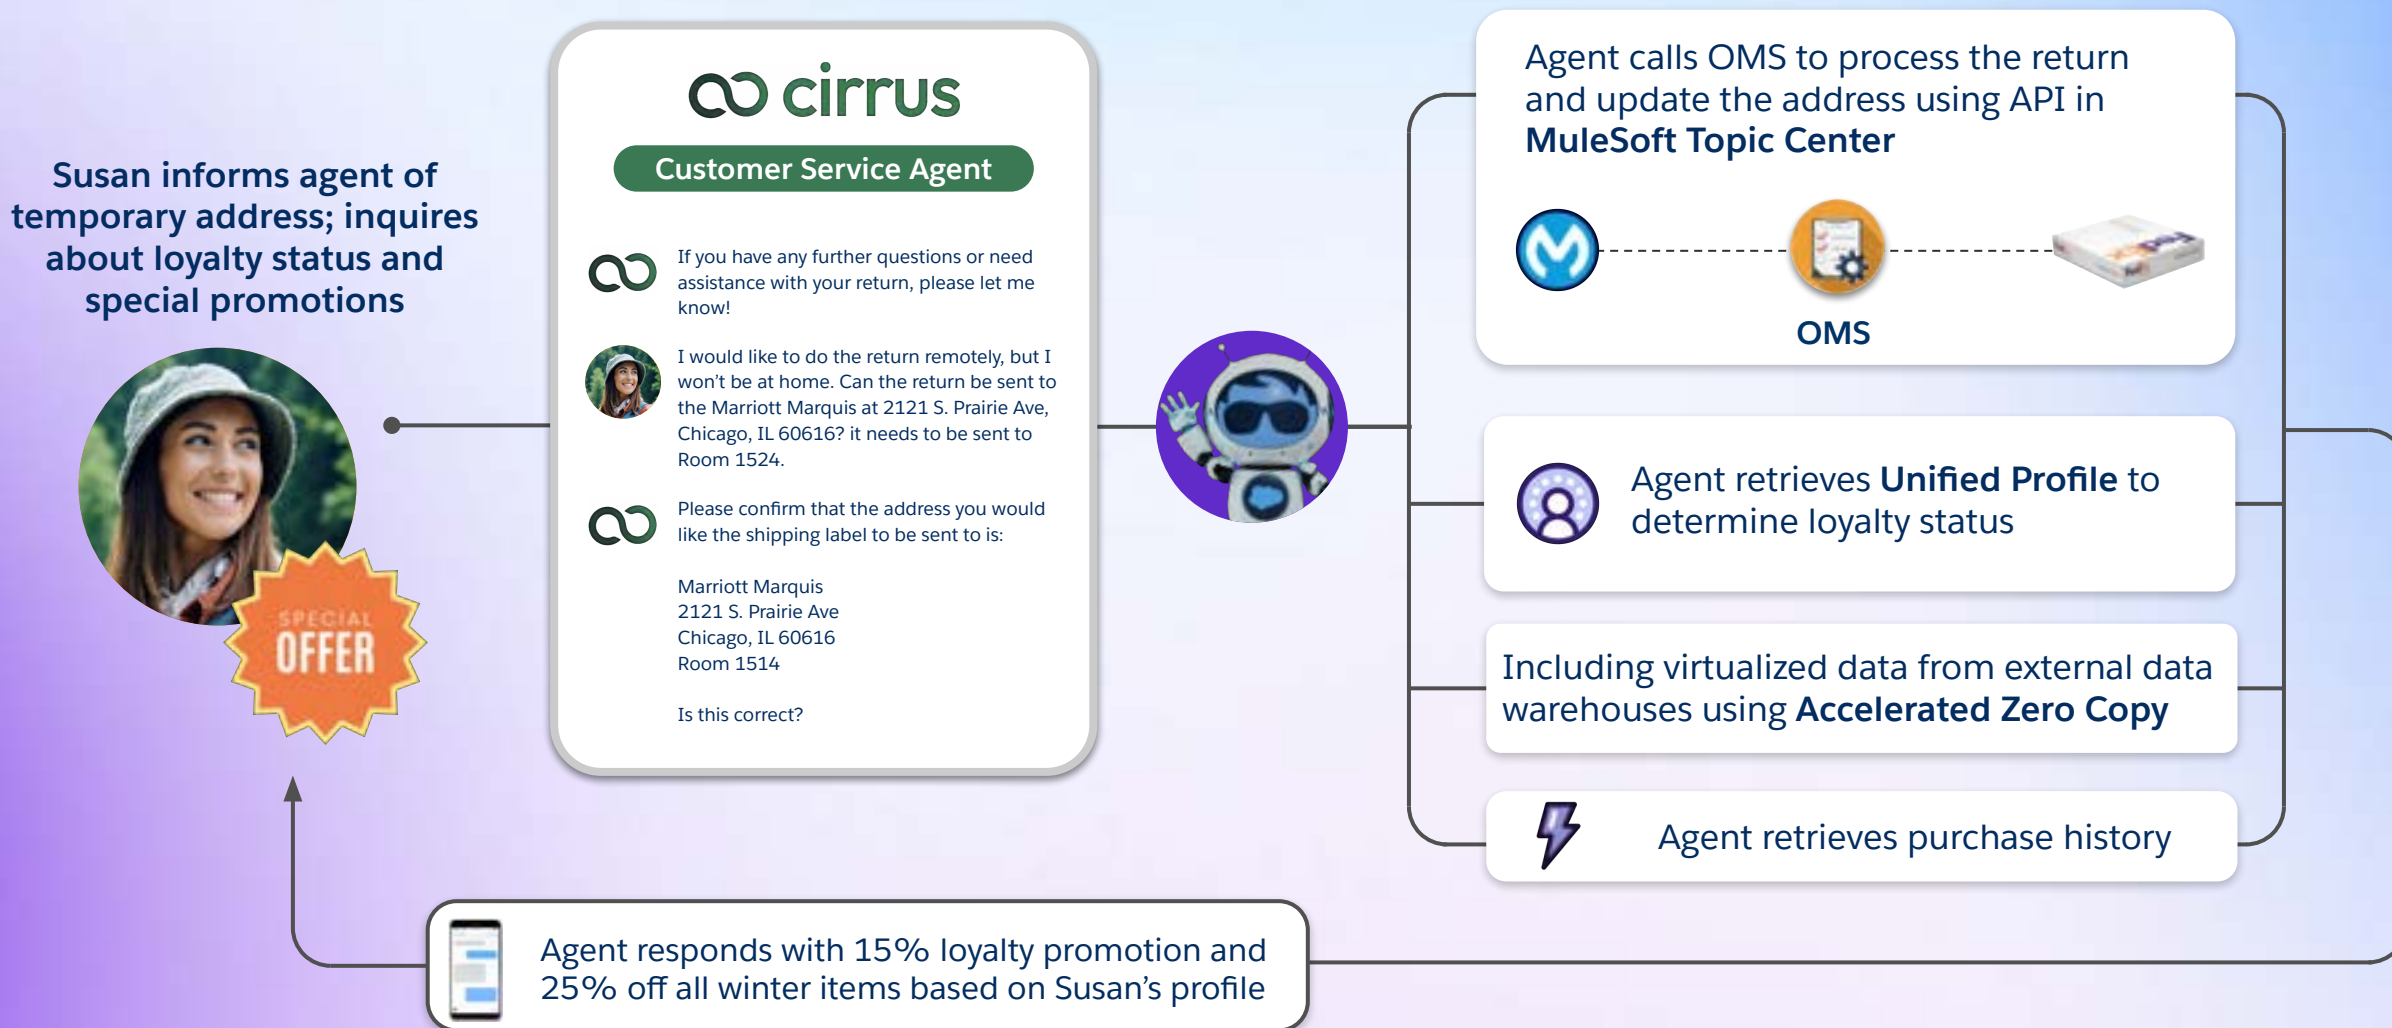 Susan informs agent of
temporary address; inquires
about loyalty status and
special promotions
SPECIAL
OFFER
cirrus
Customer Service Agent
If you have any further questions or need
assistance with your return, please let me
know!
I would like to do the return remotely, but I
won't be at home. Can the return be sent to
the Marriott Marquis at 2121 S. Prairie Ave,
Chicago, IL 60616? it needs to be sent to
Room 1524.
Please confirm that the address you would
like the shipping label to be sent to is:
Marriott Marquis
2121 S. Prairie Ave
Chicago, IL 60616
Room 1514
Is this correct?
Agent calls OMS to process the return
and update the address using API in
MuleSoft Topic Center
OMS
Agent retrieves Unified Profile to
determine loyalty status
Including virtualized data from external data
warehouses using Accelerated Zero Copy
Agent retrieves purchase history
Agent responds with 15% loyalty promotion and
25% off all winter items based on Susan's profile